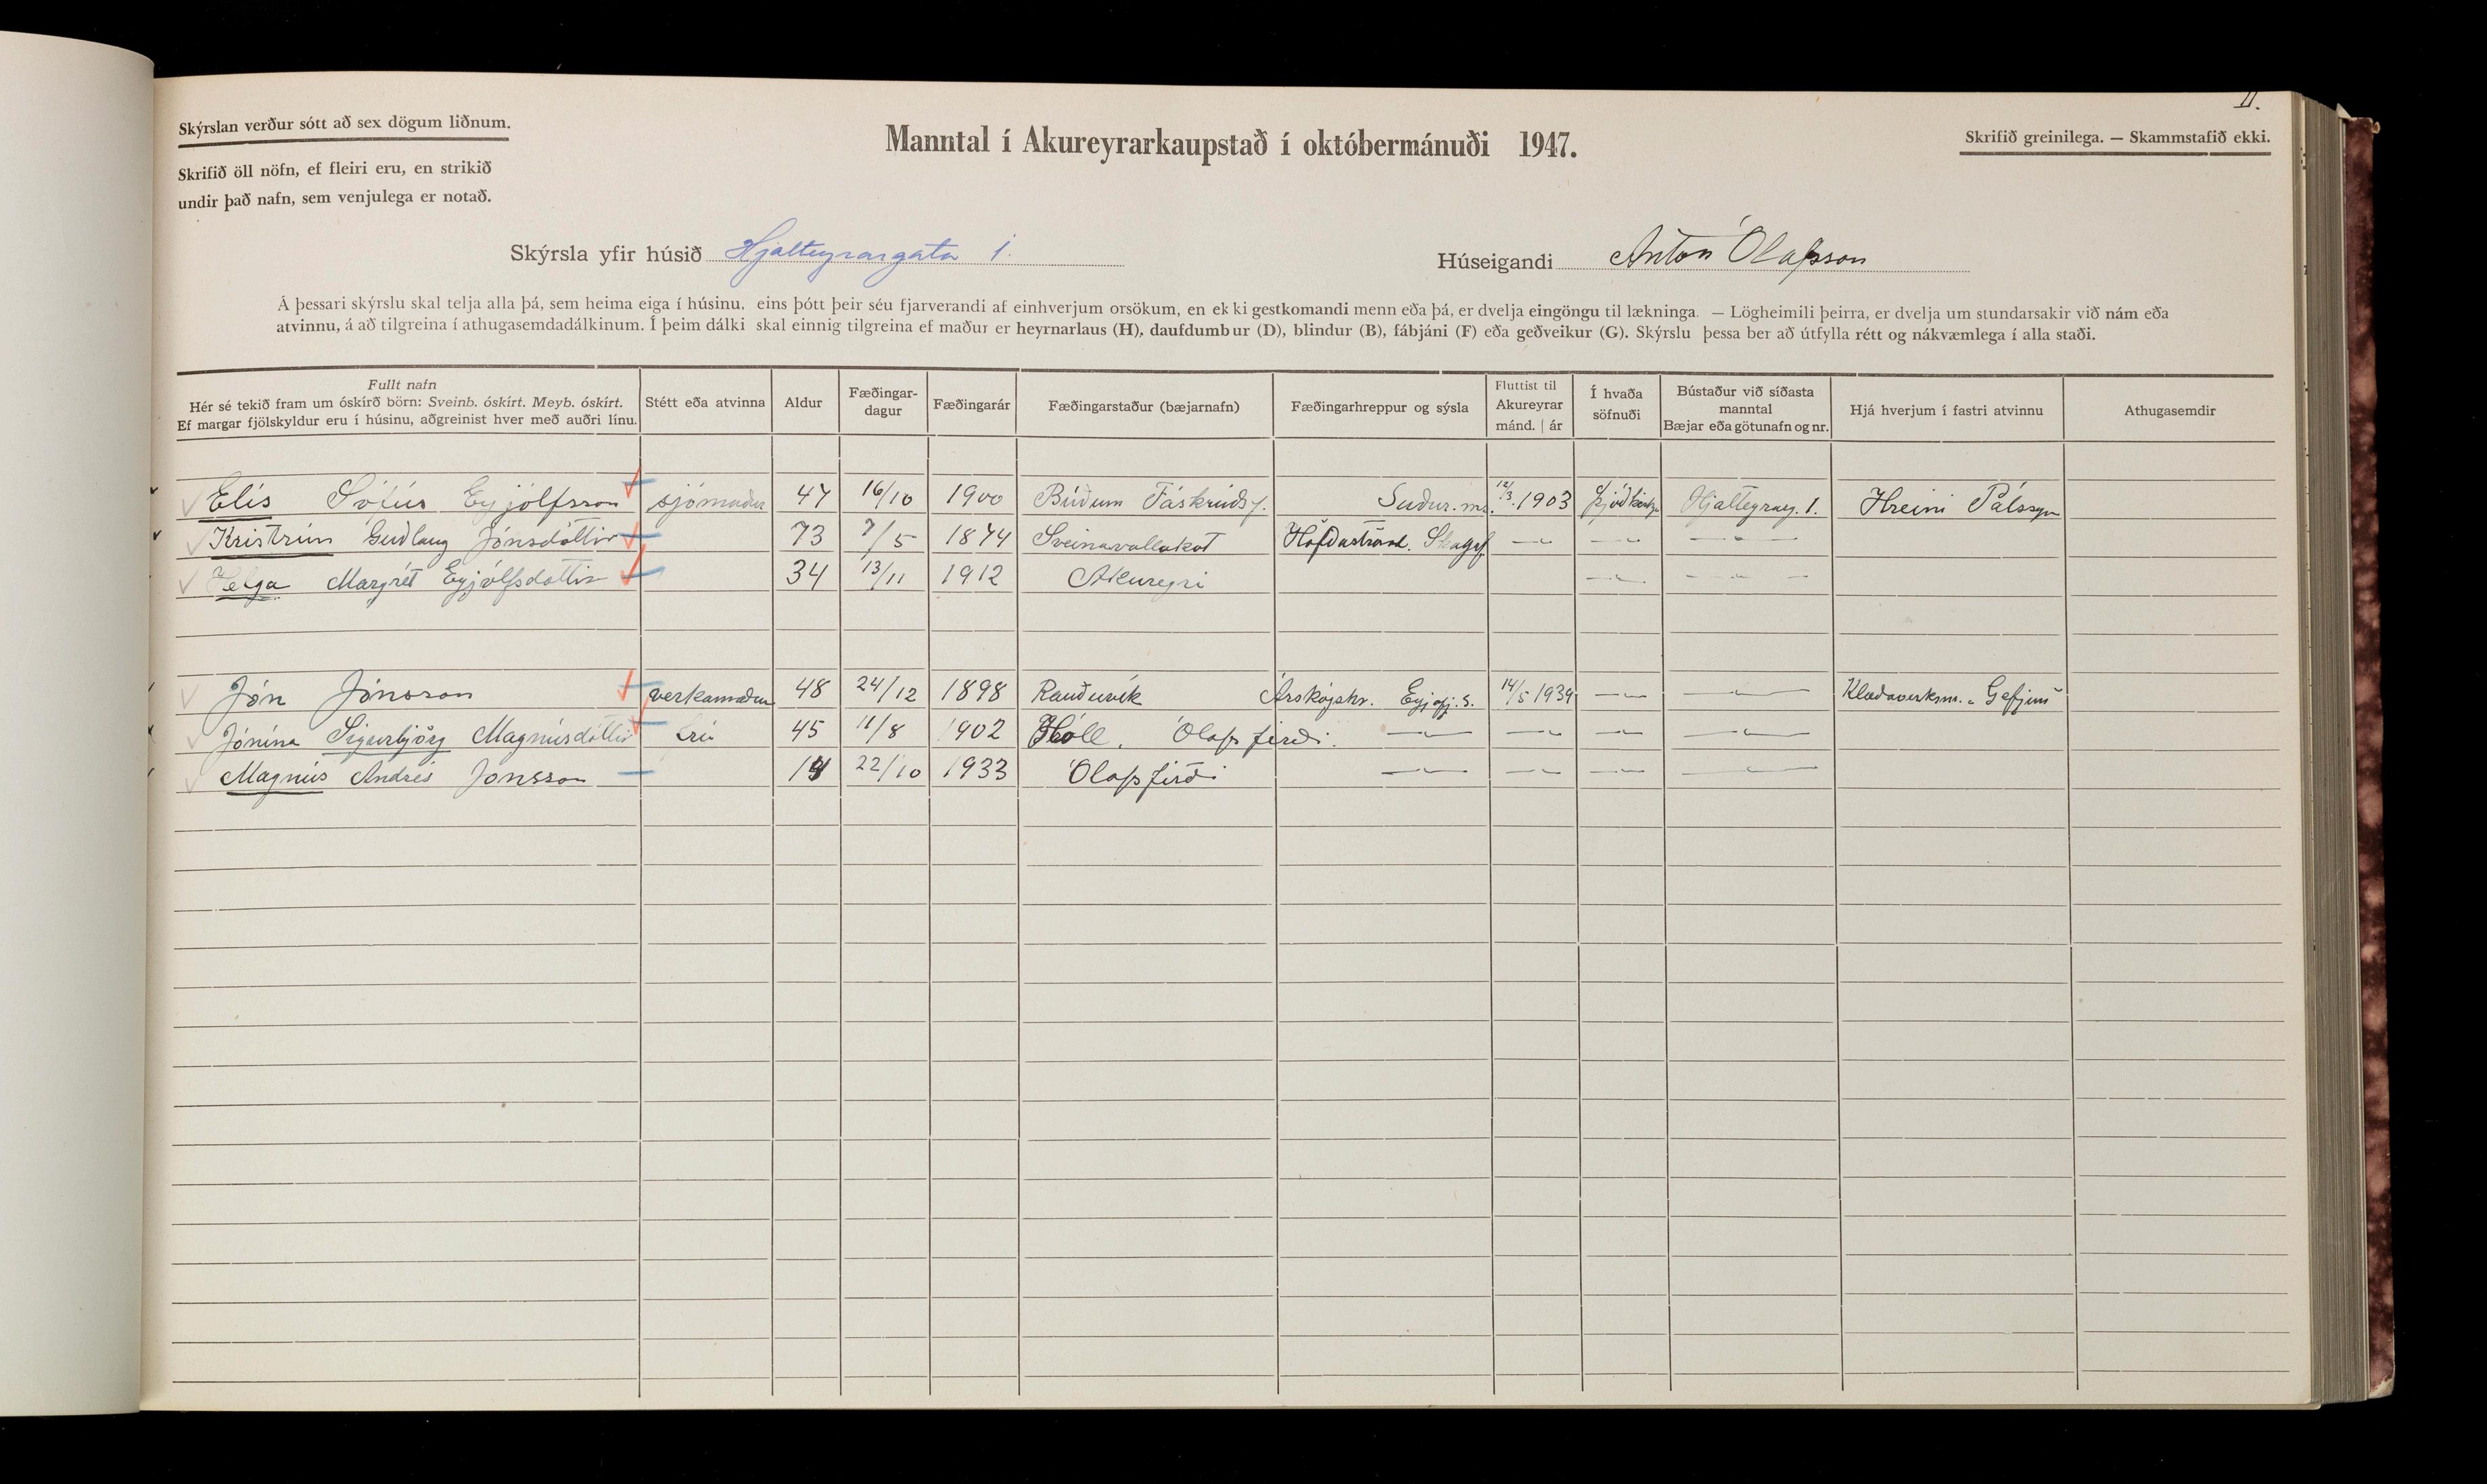 II.
Skýrslan verður sótt að sex dögum liðnum.
Skrifið öll nöfn, ef fleiri eru, en strikið
undir það nafn, sem venjulega er notað.
Manntal í Akureyrarkaupstað í októbermánuði 1947.
Skrifið greinilega. — Skammstafið ekki.
Skýrsla yfir húsið Hjalteyrargata 1.
Húseigandi Anton Ólafsson
Á þessari skýrslu skal telja alla þá, sem heima eiga í húsinu, eins þótt þeir séu fjarverandi af einhverjum orsökum, en ekki gestkomandi menn eða þá, er dvelja eingöngu til lækninga. — Lögheimili þeirra, er dvelja um stundarsakir við nám eða
atvinnu, á að tilgreina í athugasemdadálkinum. Í þeim dálki skal einnig tilgreina ef maður er heyrnarlaus (H), daufdumbur (D), blindur (B), fábjáni (F) eða geðveikur (G). Skýrslu þessa ber að útfylla rétt og nákvæmlega í alla staði.
Fullt nafn
Hér sé tekið fram um óskírð börn: Sveinb. óskírt. Meyb. óskírt.
Ef margar fjölskyldur eru í húsinu, aðgreinist hver með auðri línu.
Stétt eða atvinna
Aldur
Fæðingar-
dagur
Fæðingarár
Fæðingarstaður (bæjarnafn)
Fæðingarhreppur og sýsla
Fluttist til
Akureyrar
mánd. | ár
Í hvaða
söfnuði
Bústaður við síðasta
manntal
Bæjar eða götunafn og nr.
Hjá hverjum í fastri atvinnu
Athugasemdir
Elís Sótús Eyjólfsson sjómaður 47 16/10 1900 Búðum Fáskrúðsf. Suður.ms. 12/3 1903 Hjalteyrarg. 1. Hreini Pálssyni
Kristrún Guðlaug Jónsdóttir 73 7/5 1874 Sveinavallakot Höfðaströnd. Skagf. — — —
Helga Margrét Eyjólfsdóttir 34 13/11 1912 Akureyri — — —
Jón Jónsson verkamaður 48 24/12 1898 Rauðuvík Árskógshr. Eyjafj.s. 14/5 1939 — — Klæðaverksm. „Gefjun"
Jónína Sigurbjörg Magnúsdóttir frú 45 11/8 1902 Hóll. Ólafsfirði. — — — —
Magnús Andrés Jónsson 14 22/10 1933 Ólafsfirði — — — —